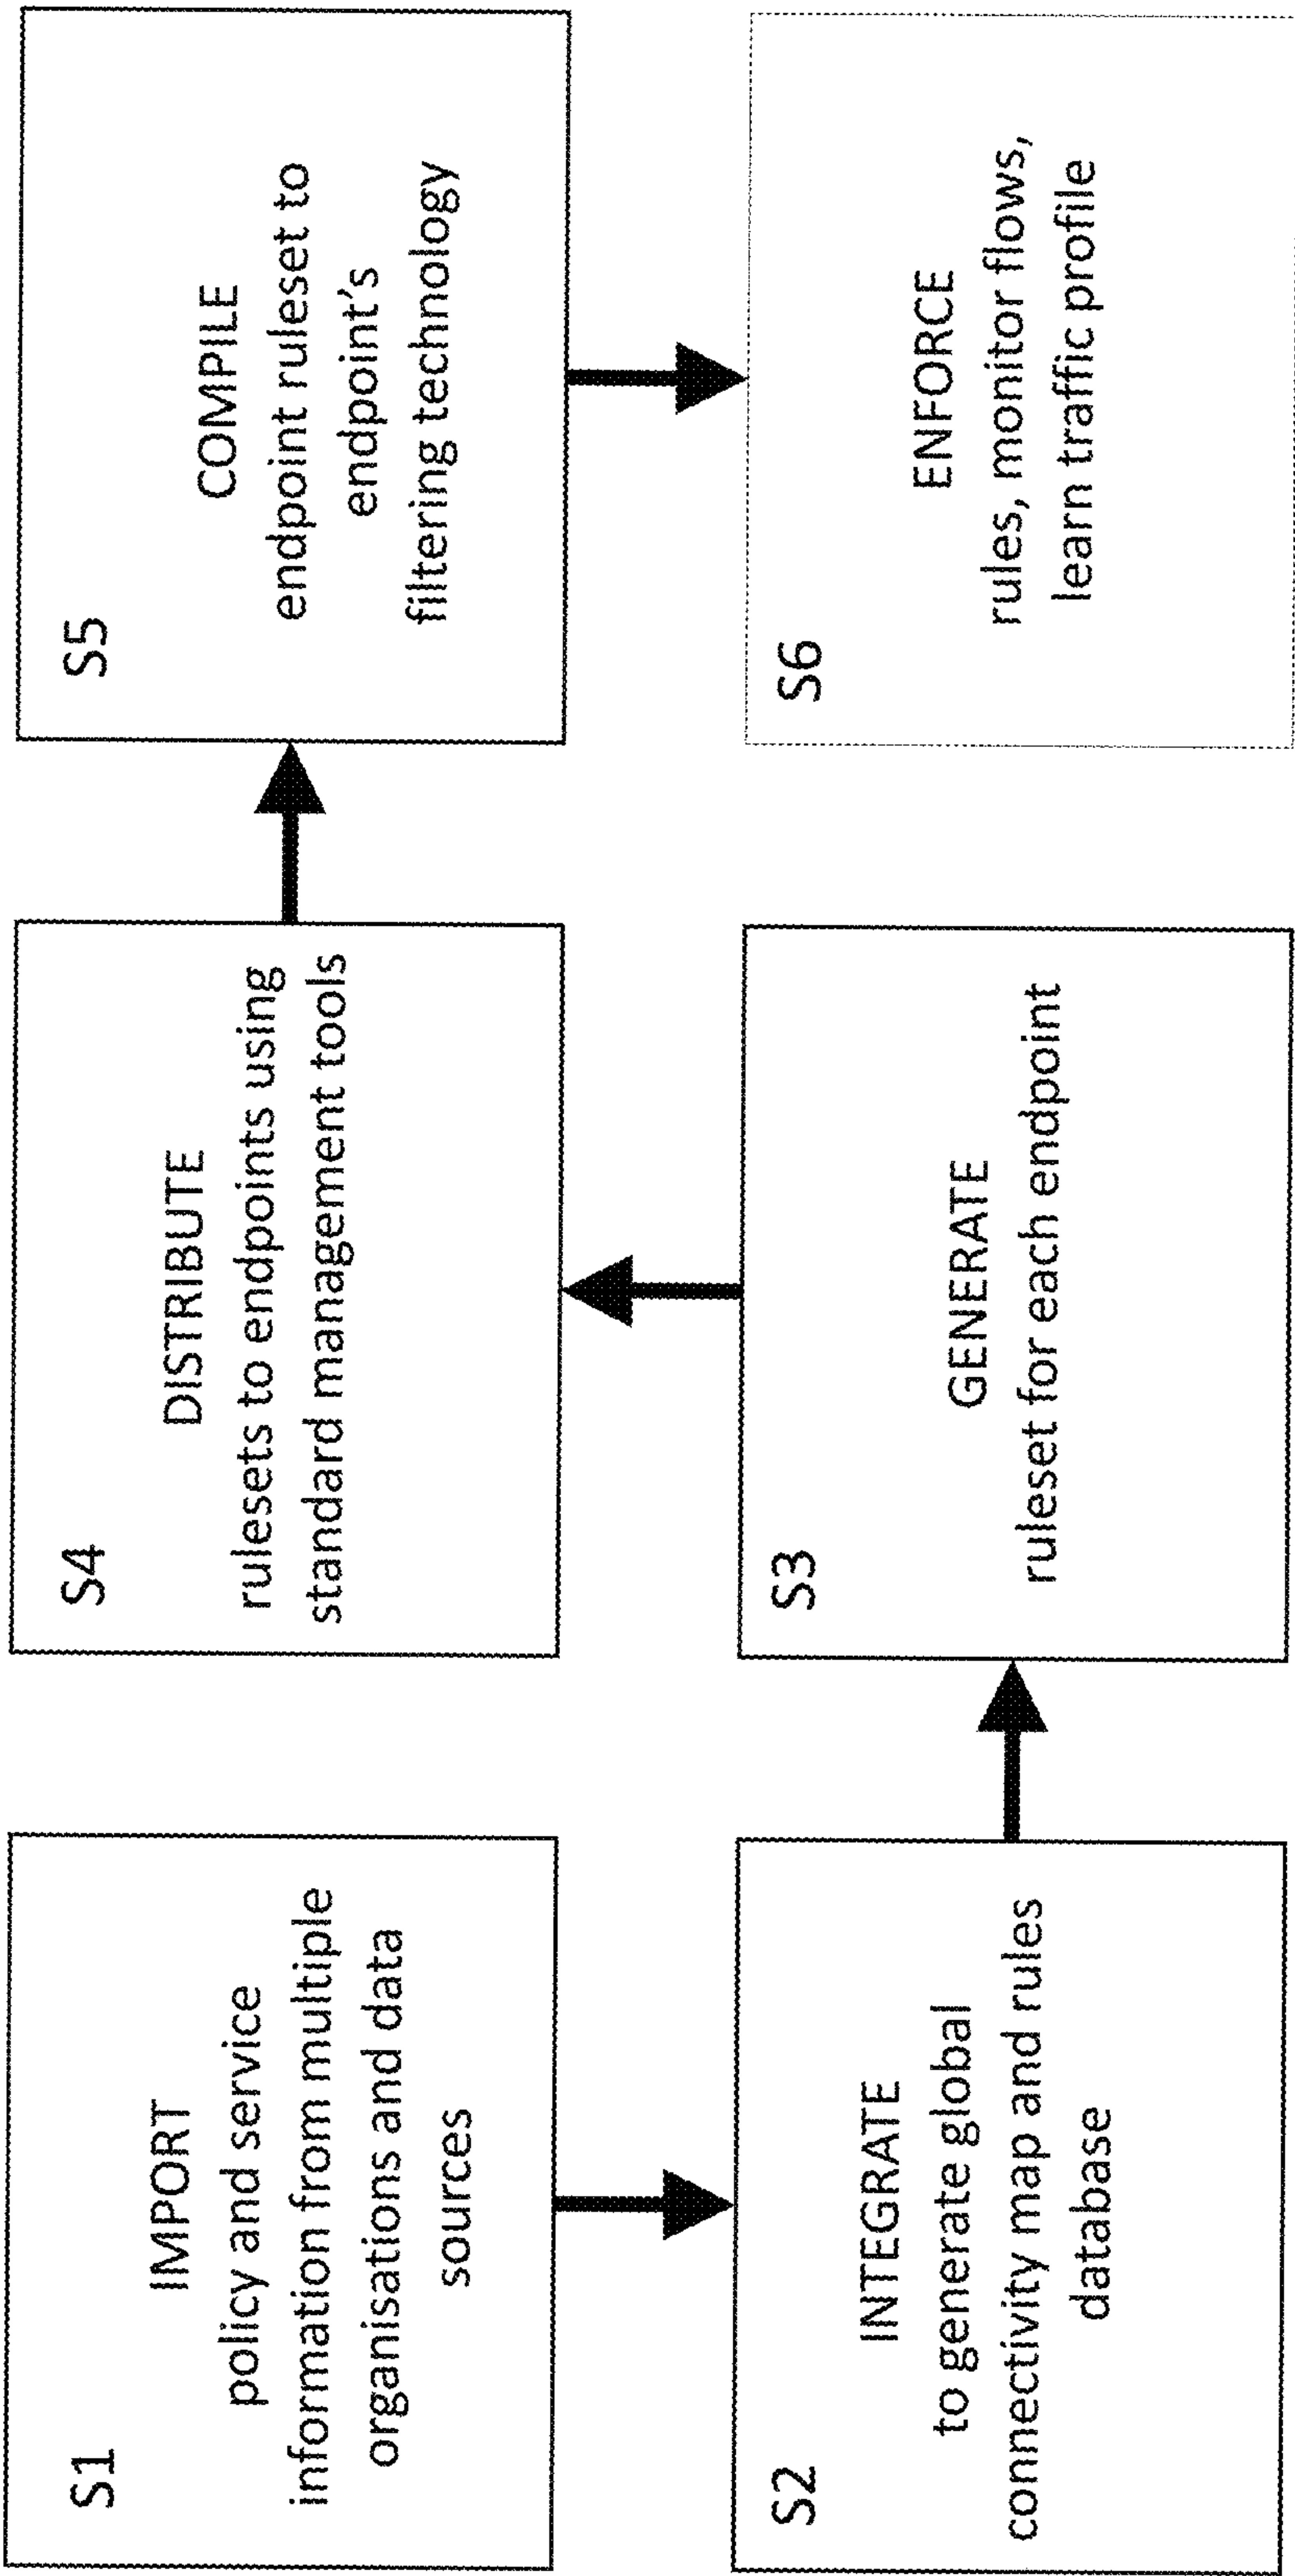 S1
IMPORT
policy and service
information from multiple
organisations and data
sources
S2
INTEGRATE
to generate global
connectivity map and rules
database
S3
GENERATE
ruleset for each endpoint
S4
DISTRIBUTE
rulesets to endpoints using
standard management tools
S5
COMPILE
endpoint ruleset to
endpoint's
filtering technology
S6
ENFORCE
rules, monitor flows,
learn traffic profile